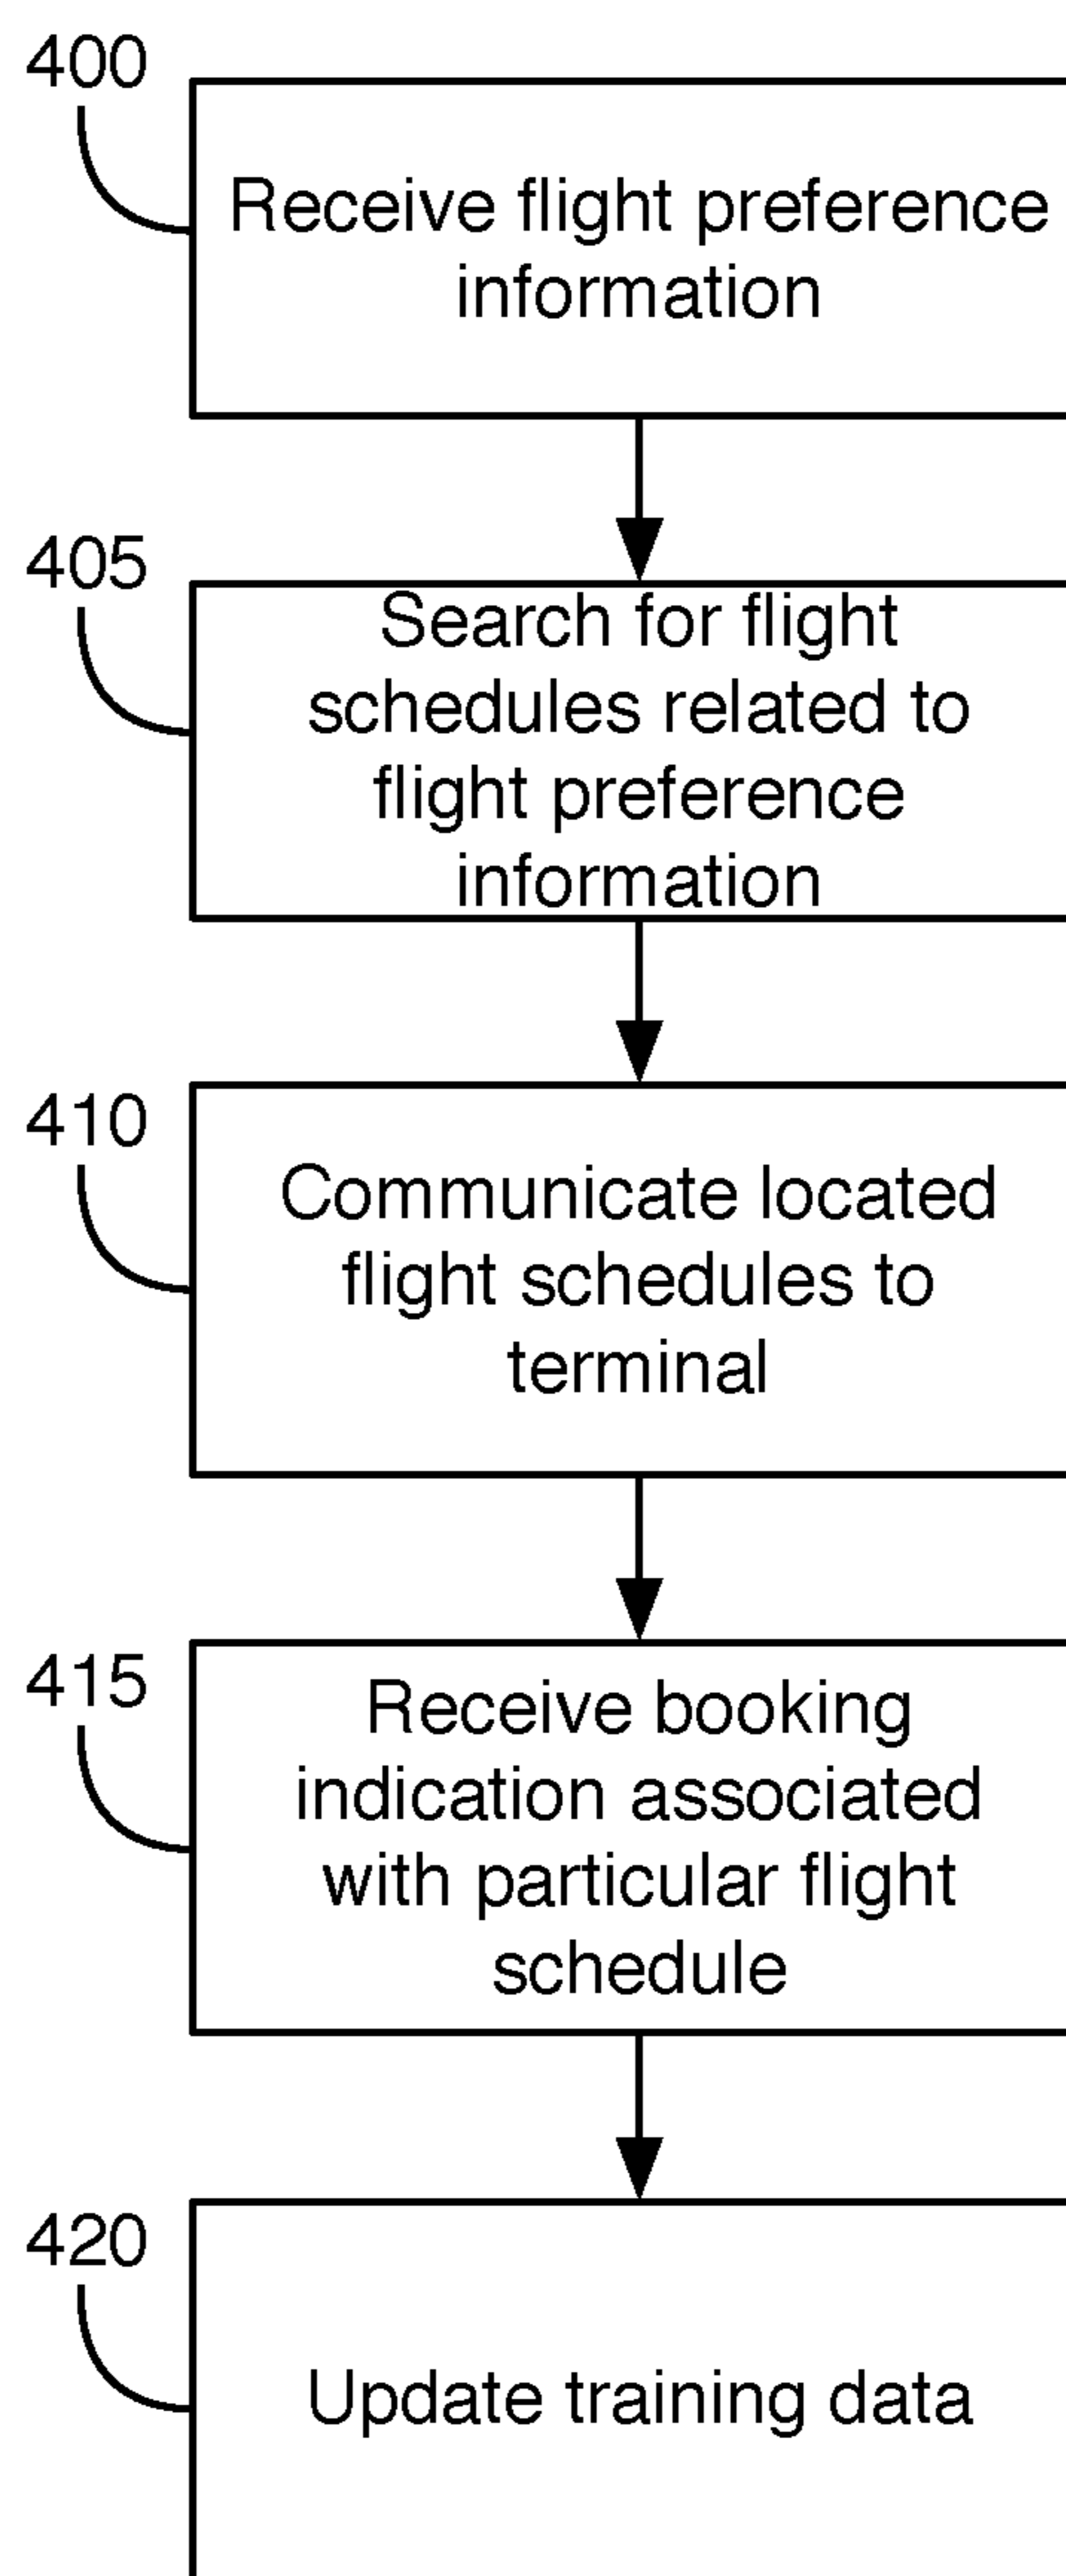 400
Receive flight preference
information
405
Search for flight
schedules related to
flight preference
information
410
Communicate located
flight schedules to
terminal
415
Receive booking
indication associated
with particular flight
schedule
420
Update training data